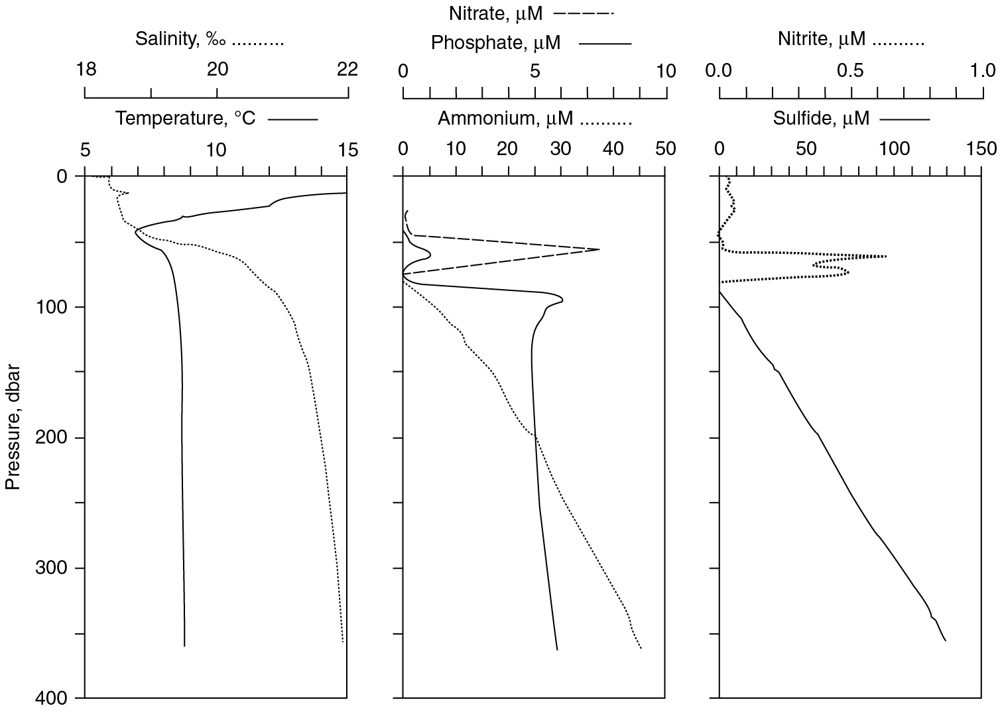 Nitrate, µM
Salinity, ‰
Phosphate, µM
Nitrite, µM
18 20 22
0 5 10
0.0 0.5 1.0
Temperature, °C
Ammonium, µM
Sulfide, µM
5 10 15
0 10 20 30 40 50
0 50 100 150
0
100
200
300
400
Pressure, dbar